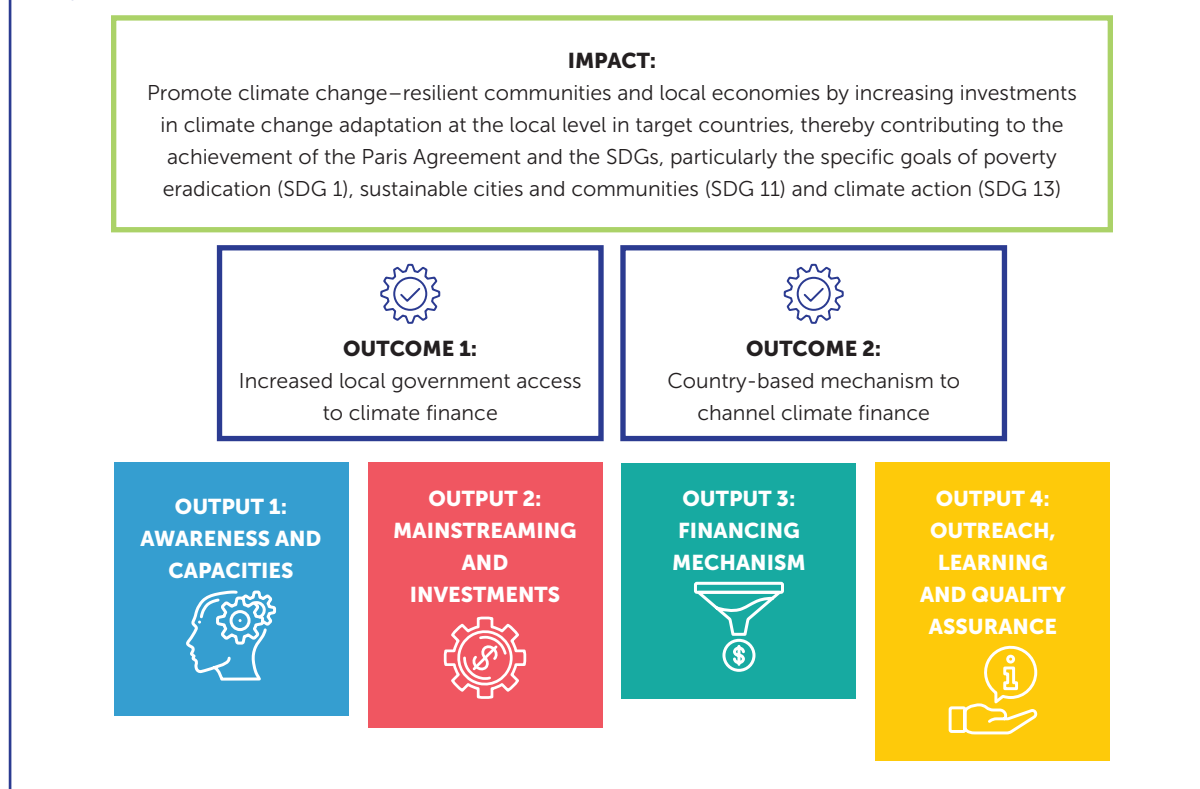 IMPACT:
Promote climate change–resilient communities and local economies by increasing investments
in climate change adaptation at the local level in target countries, thereby contributing to the
achievement of the Paris Agreement and the SDGs, particularly the specific goals of poverty
eradication (SDG 1), sustainable cities and communities (SDG 11) and climate action (SDG 13)
OUTCOME 1:
Increased local government access
to climate finance
OUTCOME 2:
Country-based mechanism to
channel climate finance
OUTPUT 1:
AWARENESS AND
CAPACITIES
OUTPUT 2:
MAINSTREAMING
AND
INVESTMENTS
$
OUTPUT 3:
FINANCING
MECHANISM
$
OUTPUT 4:
OUTREACH,
LEARNING
AND QUALITY
ASSURANCE
i